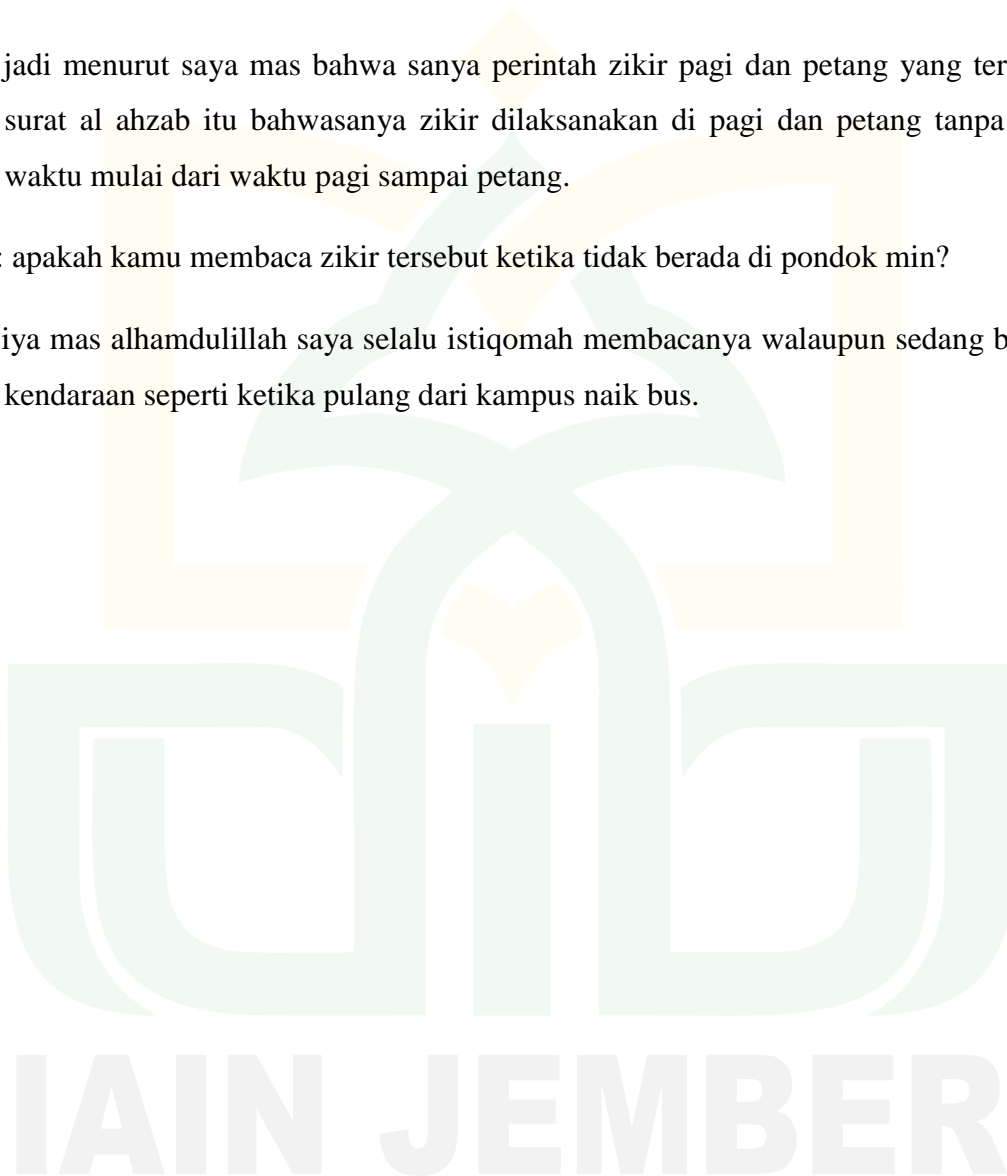 jadi menurut saya mas bahwa sanya perintah zikir pagi dan petang yang ter
surat al ahzab itu bahwasanya zikir dilaksanakan di pagi dan petang tanpa
waktu mulai dari waktu pagi sampai petang.
: apakah kamu membaca zikir tersebut ketika tidak berada di pondok min?
iya mas alhamdulillah saya selalu istiqomah membacanya walaupun sedang b
kendaraan seperti ketika pulang dari kampus naik bus.
IAIN JEMBER